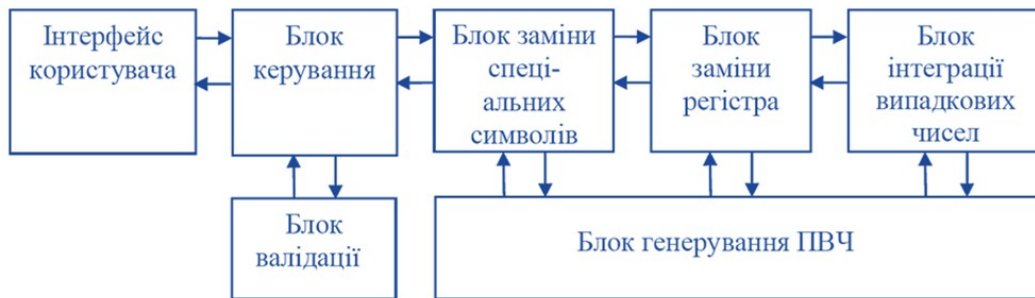 Інтерфейс
користувача
Блок
керування
Блок заміни
спеці-
альних
символів
Блок
заміни
регістра
Блок
інтеграції
випадкових
чисел
Блок
валідації
Блок генерування ПВЧ